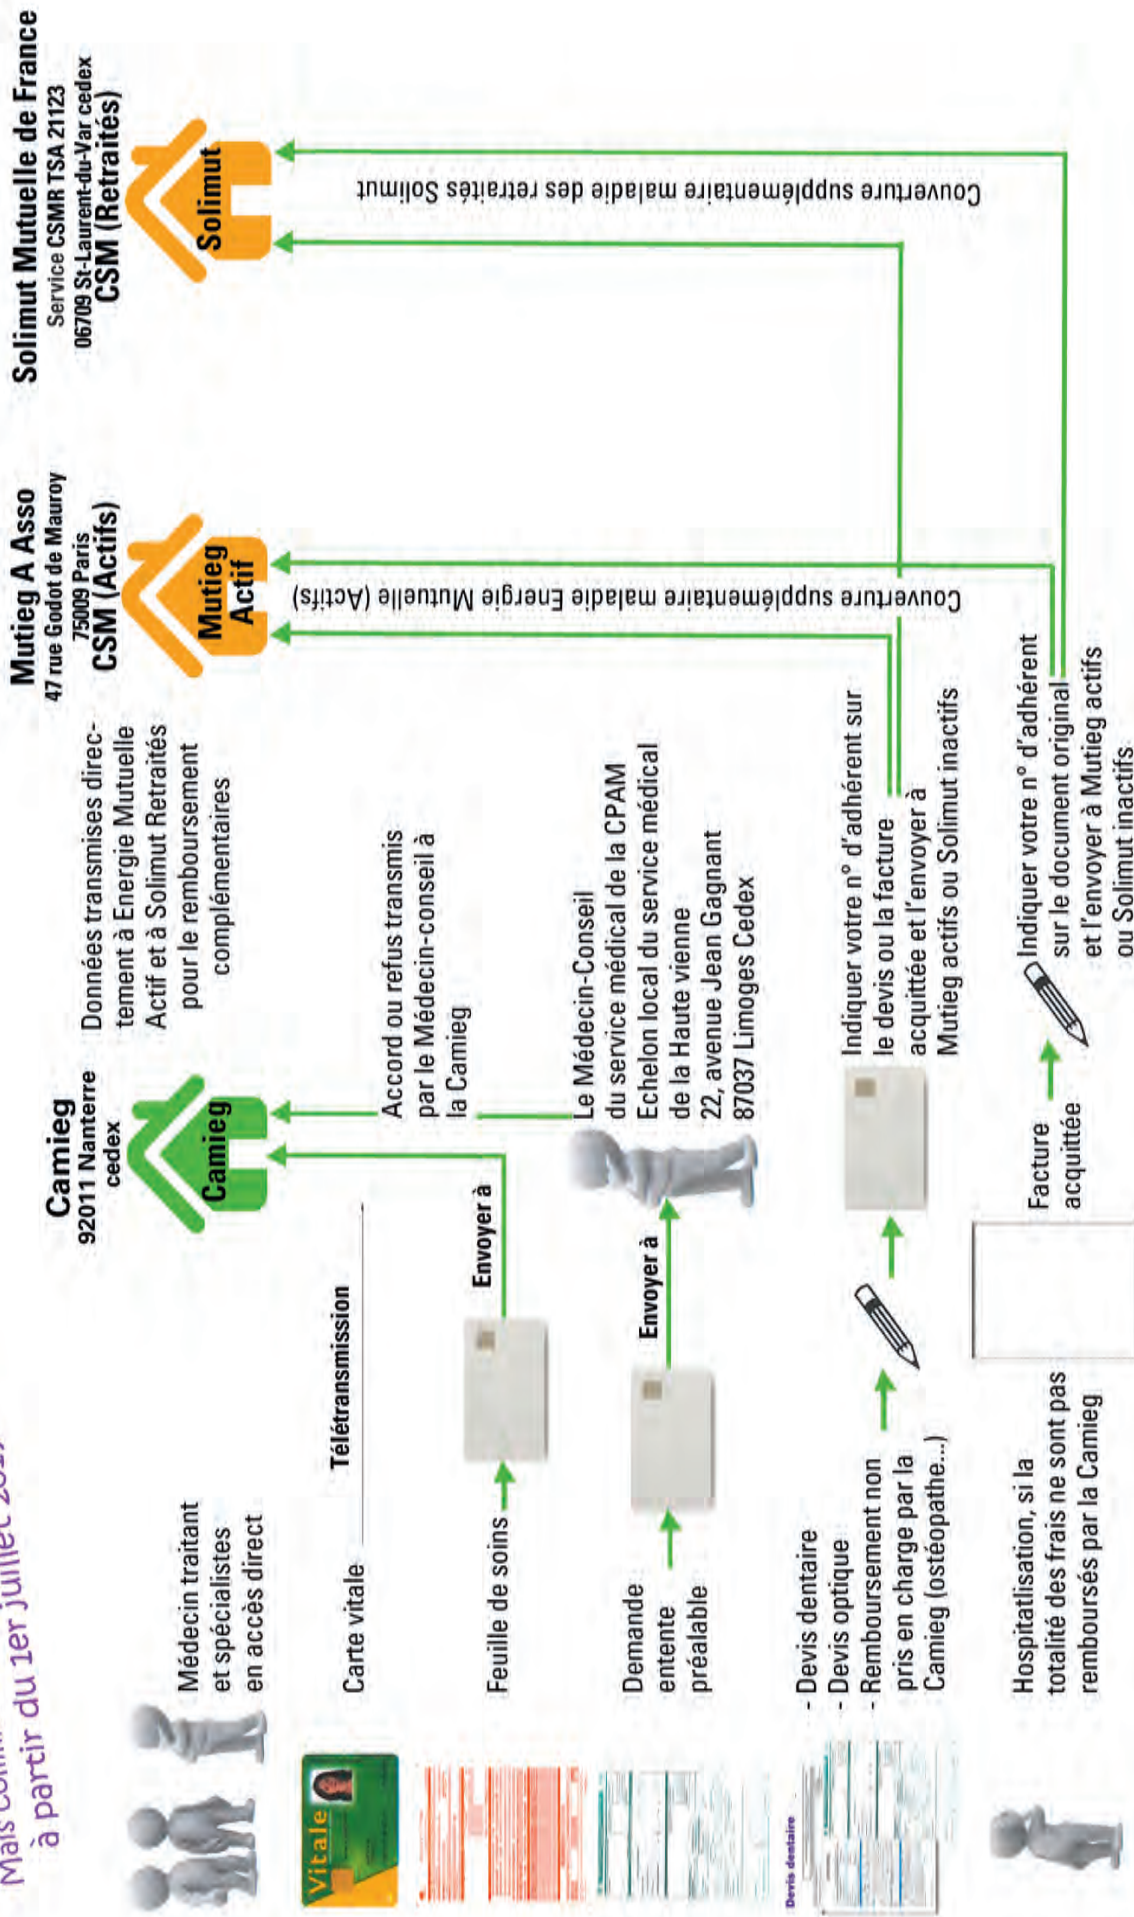 à partir du 1er juillet
Médecin traitant
et spécialistes
en accès direct
Camieg
92011 Nanterre
cedex
Camieg
Données transmises direc-
tement à Energie Mutuelle
Actif et à Solimut Retraités
pour le remboursement
complémentaires
Mutieg A Asso
47 rue Godot de Mauroy
75009 Paris
CSM (Actifs)
Mutieg
Actif
Solimut Mutuelle de France
Service CSMR TSA 21123
06709 St-Laurent-du-Var cedex
CSM (Retraités)
Solimut
Vitale
Carte vitale
Télétransmission
Feuille de soins
Envoyer à
Accord ou refus transmis
par le Médecin-conseil à
la Camieg
Demande
entente
préalable
Envoyer à
Le Médecin-Conseil
du service médical de la CPAM
Echelon local du service médical
de la Haute vienne
22, avenue Jean Gagnant
87037 Limoges Cedex
Couverture supplémentaire maladie Energie Mutuelle (Actifs)
Couverture supplémentaire maladie des retraités Solimut
Devis dentaire
- Devis dentaire
- Devis optique
- Remboursement non
pris en charge par la
Camieg (ostéopathe...)
Indiquer votre n° d'adhérent sur
le devis ou la facture
acquittée et l'envoyer à
Mutieg actifs ou Solimut inactifs
Hospitatlisation, si la
totalité des frais ne sont pas
remboursés par la Camieg
Facture
acquittée
Indiquer votre n° d'adhérent
sur le document original
et l'envoyer à Mutieg actifs
ou Solimut inactifs